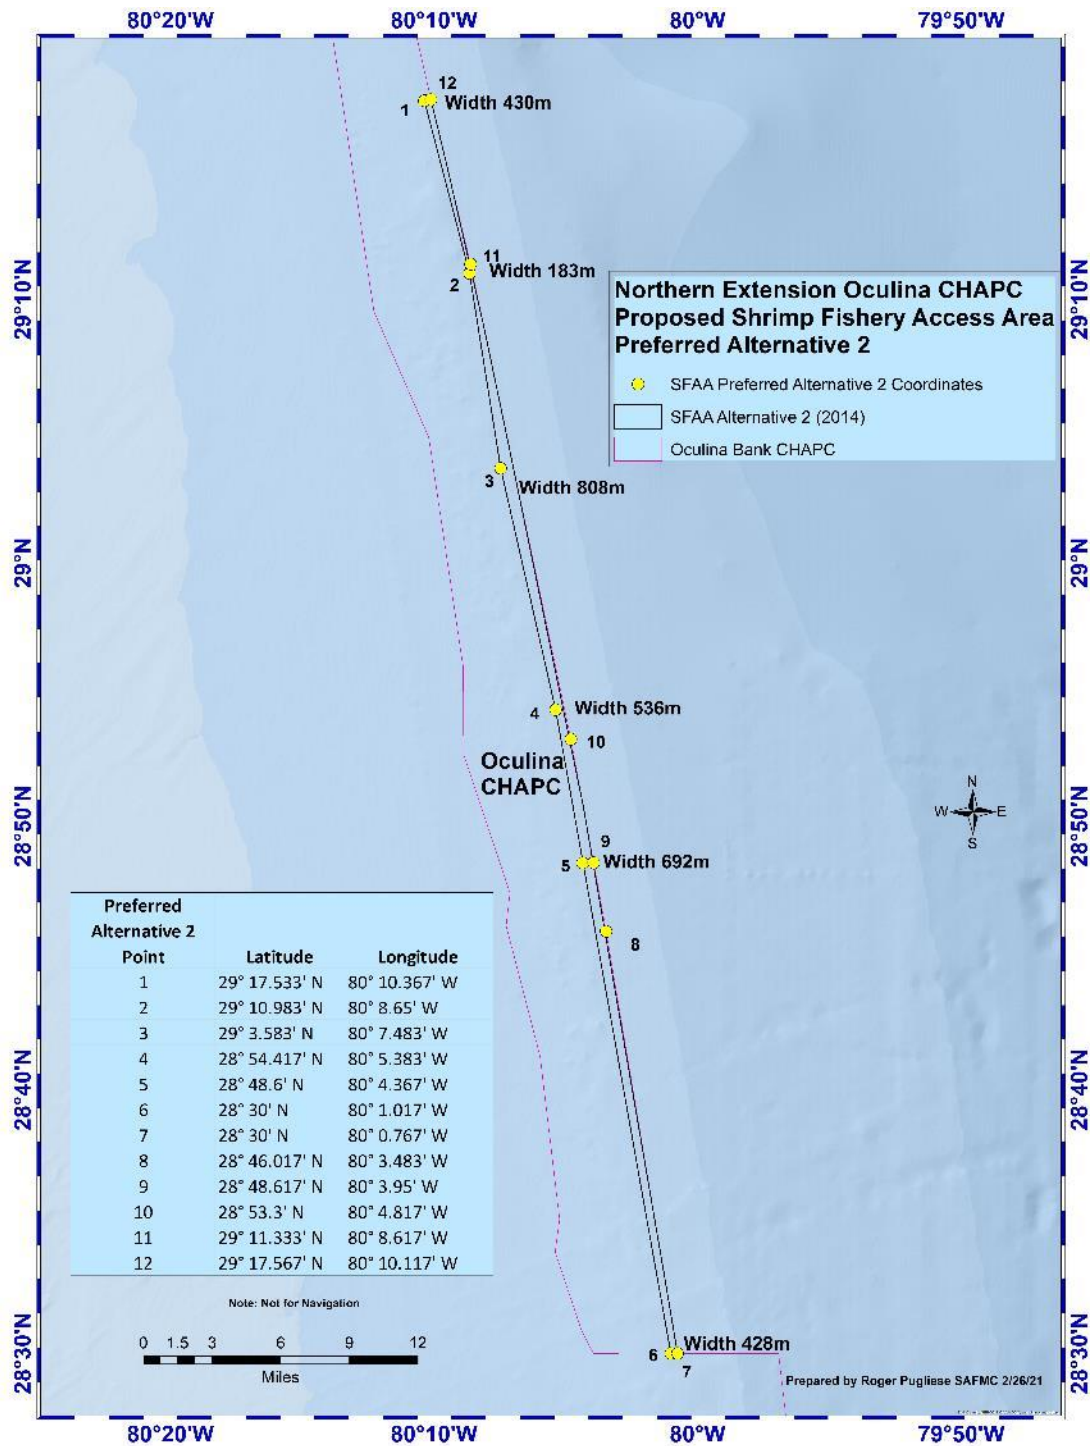 80°20'W 80°10'W 80°0'W 79°50'W
12
1 Width 430m
11
Width 183m
2
29°10'N 29°10'N
Northern Extension Oculina CHAPC
Proposed Shrimp Fishery Access Area
Preferred Alternative 2
SFAA Preferred Alternative 2 Coordinates
SFAA Alternative 2 (2014)
Oculina Bank CHAPC
3 Width 808m
29°N 29°N
4 Width 536m
10
Oculina
CHAPC
N
W E
S
28°50'N 28°50'N
9
5 Width 692m
8
Preferred
Alternative 2
Point Latitude Longitude
1 29° 17.533' N 80° 10.367' W
2 29° 10.983' N 80° 8.65' W
3 29° 3.583' N 80° 7.483' W
4 28° 54.417' N 80° 5.383' W
5 28° 48.6' N 80° 4.367' W
6 28° 30' N 80° 1.017' W
7 28° 30' N 80° 0.767' W
8 28° 46.017' N 80° 3.483' W
9 28° 48.617' N 80° 3.95' W
10 28° 53.3' N 80° 4.817' W
11 29° 11.333' N 80° 8.617' W
12 29° 17.567' N 80° 10.117' W
28°40'N 28°40'N
Note: Not for Navigation
0 1.5 3 6 9 12
Miles
28°30'N 28°30'N
Width 428m
6
7
Prepared by Roger Pugliese SAFMC 2/26/21
80°20'W 80°10'W 80°0'W 79°50'W